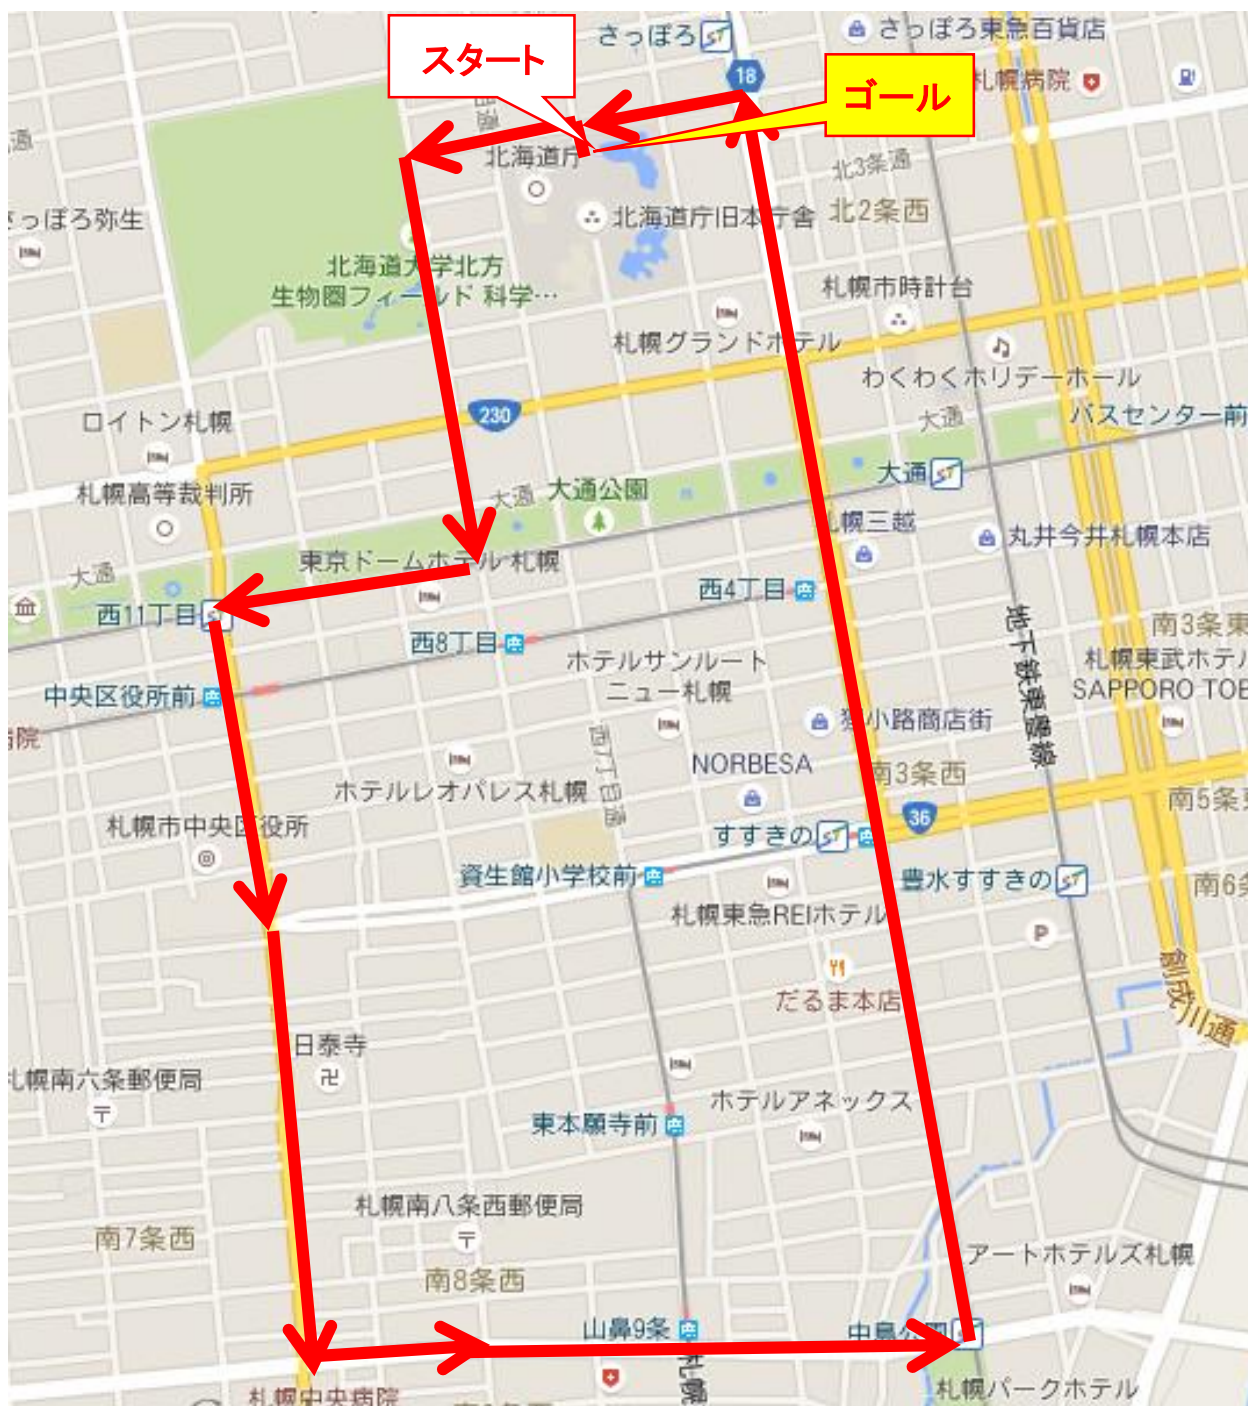 スタート
さっぽろ
さっぽろ東急百貨店
18
札幌病院
ゴール
北海道庁
北3条通
さっぽろ弥生
北海道庁旧本庁舎
北2条西
北海道大学北方
生物圏フィールド 科学…
札幌市時計台
札幌グランドホテル
わくわくホリデーホール
230
ロイトン札幌
大通
バスセンター前
札幌高等裁判所
大通
大通公園
大通
札幌三越
丸井今井札幌本店
東京ドームホテル 札幌
大通
西11丁目
西4丁目
西8丁目
地下鉄東豊線
南3条東
ホテルサンルート
ニュー札幌
札幌東武ホテル
SAPPORO TOB
中央区役所前
病院
狸小路商店街
西7丁目通
NORBESA
南3条西
ホテルレオパレス札幌
南5条東
札幌市中央区役所
すすきの
36
資生館小学校前
豊水すすきの
南6条
札幌東急REIホテル
P
だるま本店
創成川通
日泰寺
札幌南六条郵便局
ホテルアネックス
東本願寺前
札幌南八条西郵便局
南7条西
アートホテルズ札幌
南8条西
山鼻9条
中島公園
札幌中央病院
札幌
札幌パークホテル